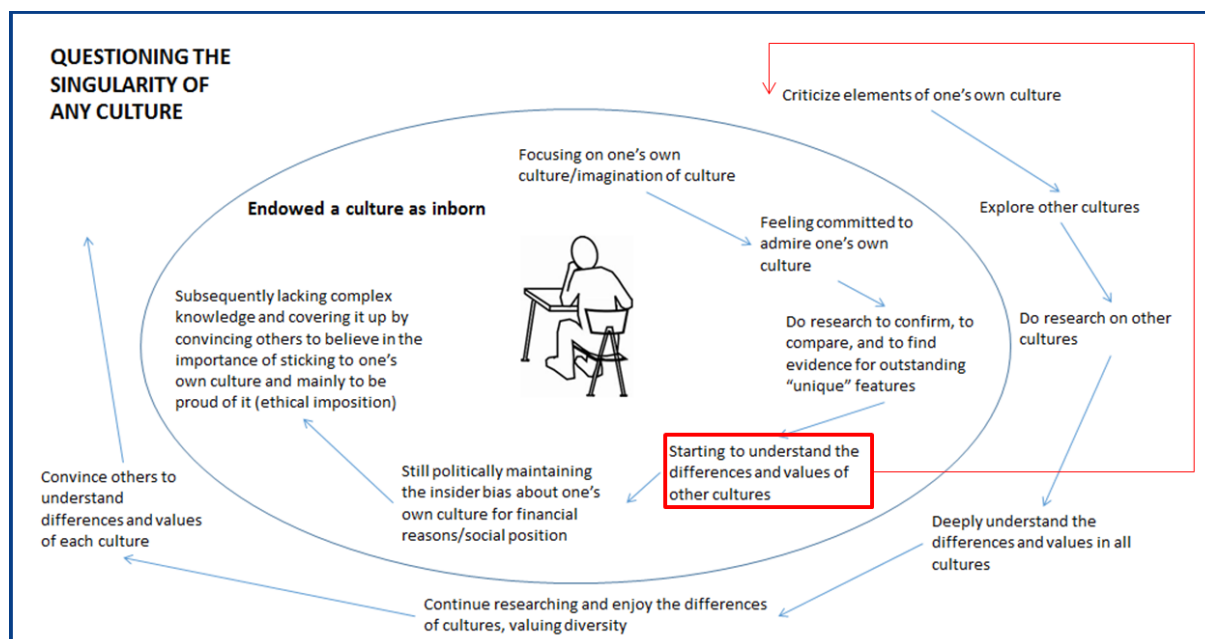 QUESTIONING THE
SINGULARITY OF
ANY CULTURE
Criticize elements of one's own culture
Explore other cultures
Do research on other
cultures
Deeply understand the
differences and values in all
cultures
Continue researching and enjoy the differences
of cultures, valuing diversity
Convince others to
understand
differences and values
of each culture
Endowed a culture as inborn
Focusing on one's own
culture/imagination of culture
Feeling committed to
admire one's own
culture
Do research to confirm, to
compare, and to find
evidence for outstanding
“unique” features
Starting to understand the
differences and values of
other cultures
Still politically maintaining
the insider bias about one's
own culture for financial
reasons/social position
Subsequently lacking complex
knowledge and covering it up by
convincing others to believe in the
importance of sticking to one's
own culture and mainly to be
proud of it (ethical imposition)